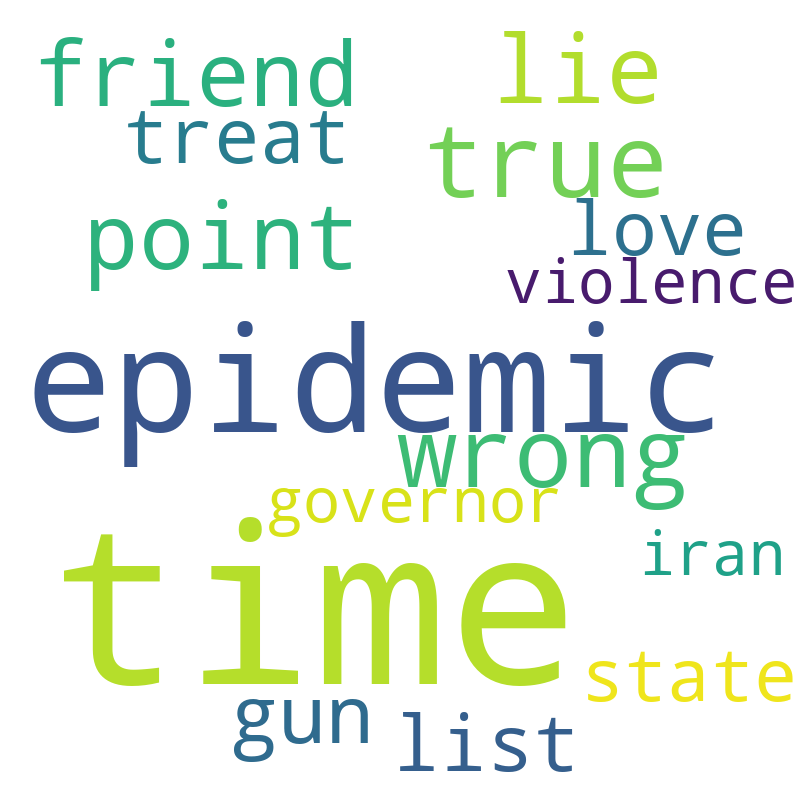 friend
lie
treat
true
point
love
violence
epidemic
wrong
governor
time
iran
state
gun
list